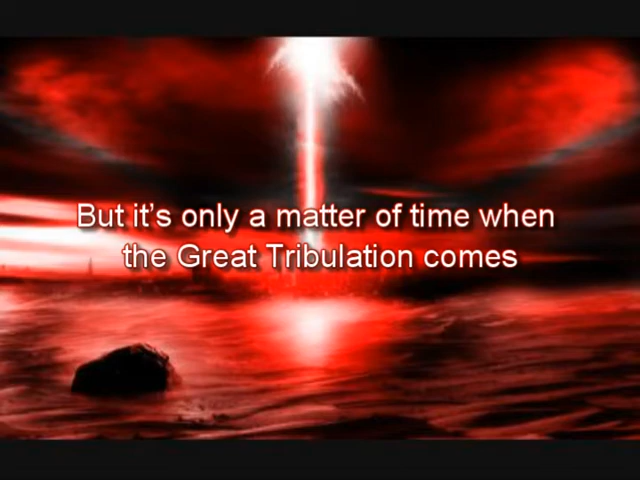 But it's only a matter of time when
the Great Tribulation comes